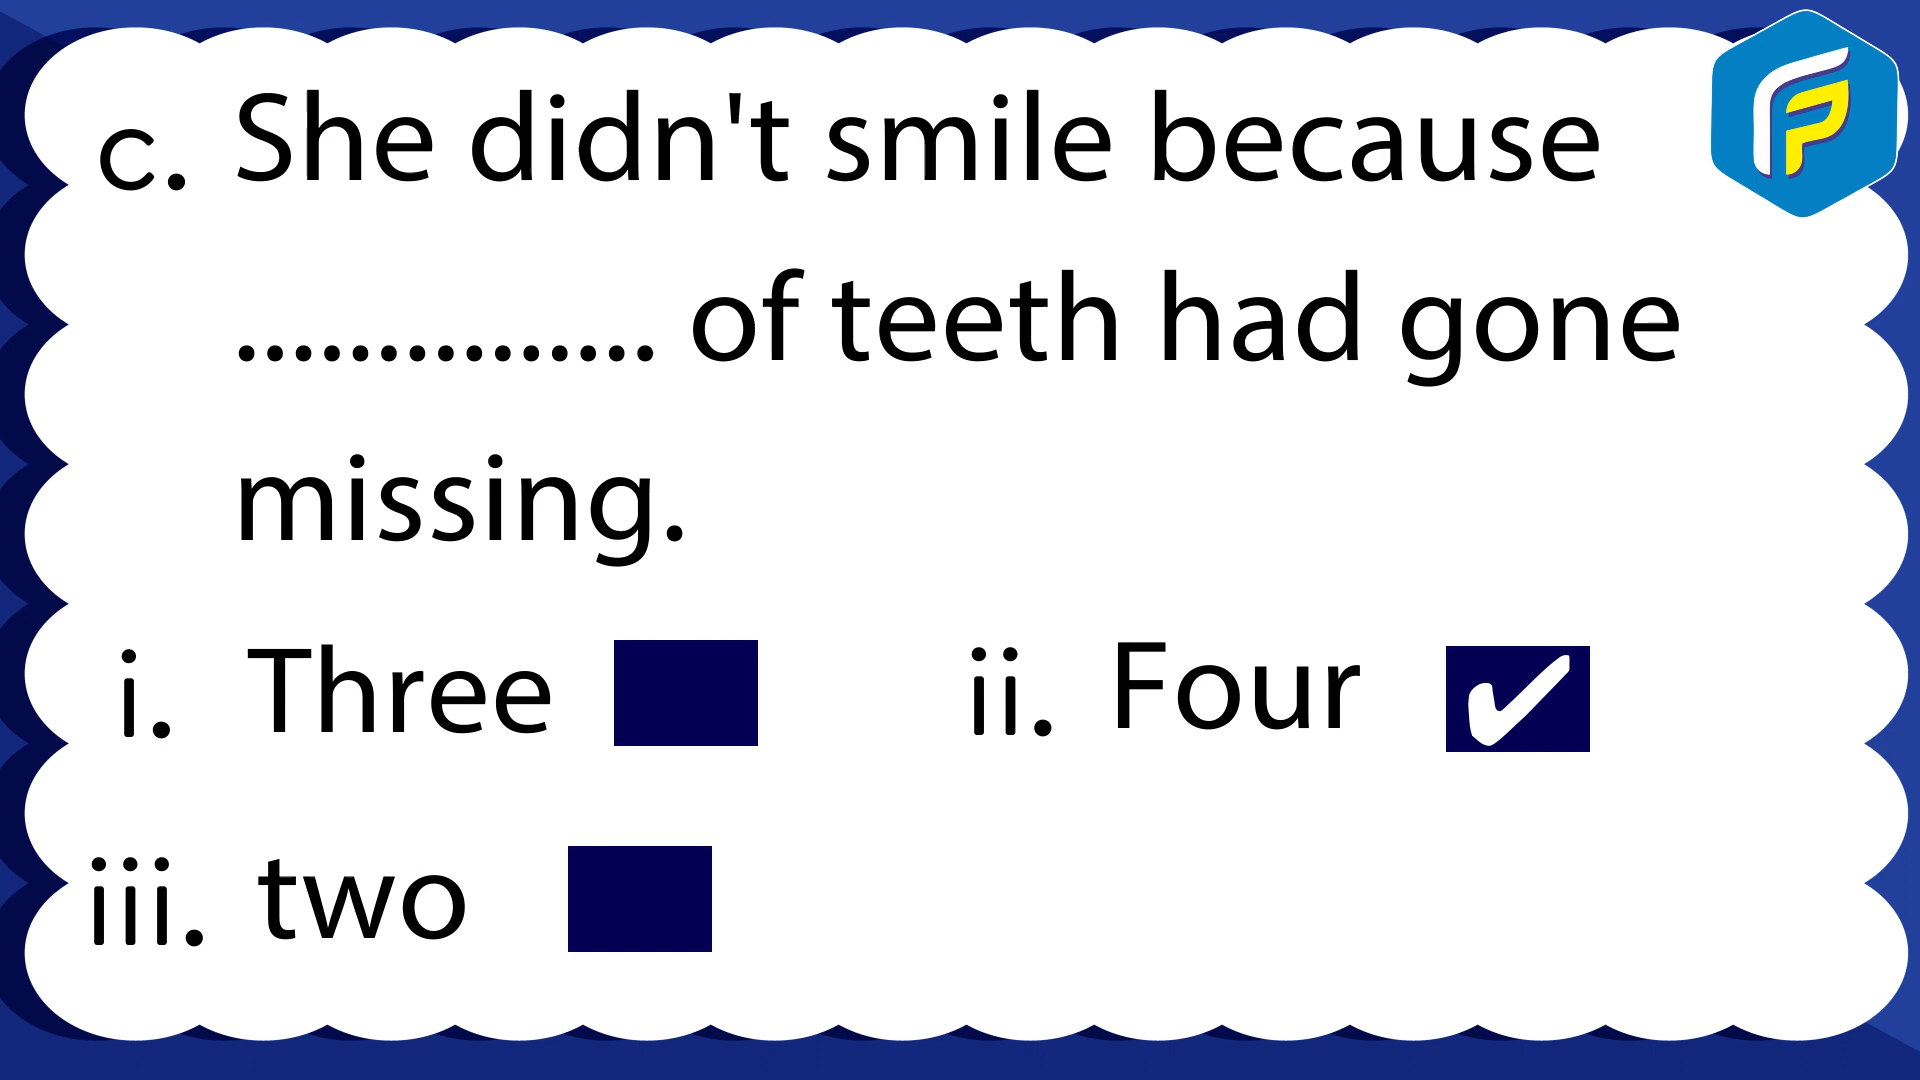 c. She didn't smile because
............... of teeth had gone
missing.
i. Three ii. Four ✔
iii. two